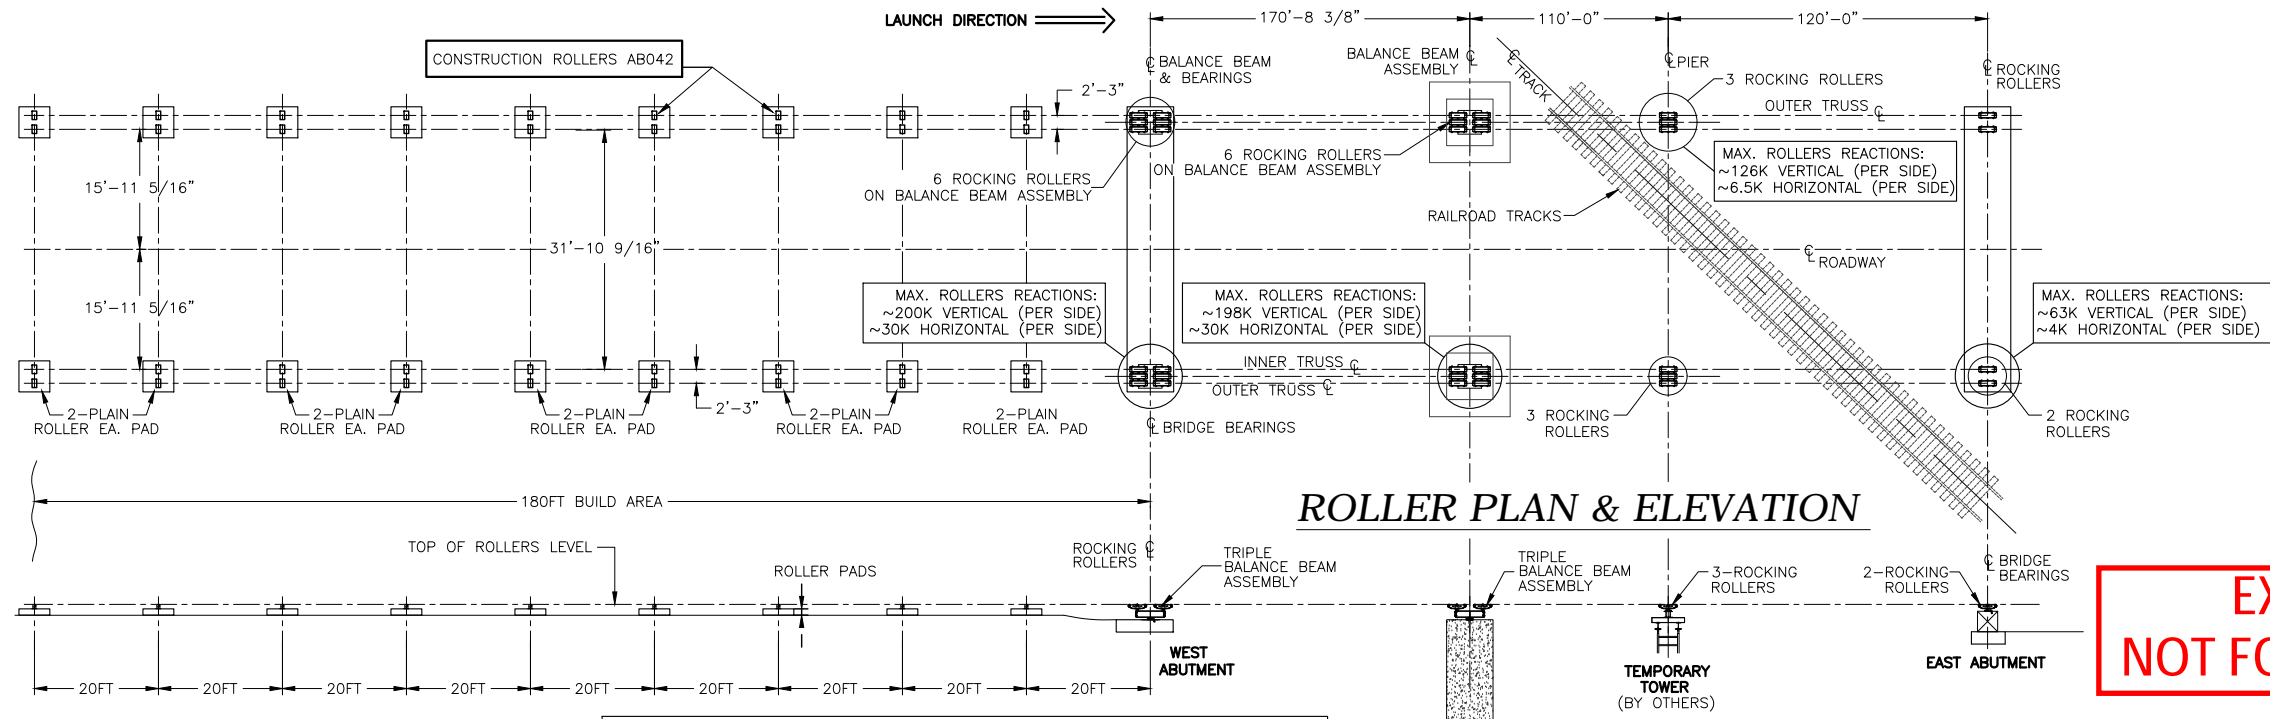 LAUNCH DIRECTION
170'-8 3/8"
110'-0"
120'-0"
CONSTRUCTION ROLLERS AB042
℄ BALANCE BEAM
& BEARINGS
BALANCE BEAM ℄
ASSEMBLY
℄ TRACK
℄ PIER
3 ROCKING ROLLERS
℄ ROCKING
ROLLERS
2'-3"
OUTER TRUSS ℄
6 ROCKING ROLLERS
ON BALANCE BEAM ASSEMBLY
6 ROCKING ROLLERS
ON BALANCE BEAM ASSEMBLY
MAX. ROLLERS REACTIONS:
~126K VERTICAL (PER SIDE)
~6.5K HORIZONTAL (PER SIDE)
15'-11 5/16"
RAILROAD TRACKS
31'-10 9/16"
℄ ROADWAY
15'-11 5/16"
MAX. ROLLERS REACTIONS:
~200K VERTICAL (PER SIDE)
~30K HORIZONTAL (PER SIDE)
MAX. ROLLERS REACTIONS:
~198K VERTICAL (PER SIDE)
~30K HORIZONTAL (PER SIDE)
MAX. ROLLERS REACTIONS:
~63K VERTICAL (PER SIDE)
~4K HORIZONTAL (PER SIDE)
INNER TRUSS ℄
OUTER TRUSS ℄
2-PLAIN
ROLLER EA. PAD
2-PLAIN
ROLLER EA. PAD
2-PLAIN
ROLLER EA. PAD
2'-3"
2-PLAIN
ROLLER EA. PAD
2-PLAIN
ROLLER EA. PAD
℄ BRIDGE BEARINGS
3 ROCKING
ROLLERS
2 ROCKING
ROLLERS
180FT BUILD AREA
ROLLER PLAN & ELEVATION
TOP OF ROLLERS LEVEL
ROLLER PADS
ROCKING ℄
ROLLERS
TRIPLE
BALANCE BEAM
ASSEMBLY
TRIPLE
BALANCE BEAM
ASSEMBLY
3-ROCKING
ROLLERS
2-ROCKING
ROLLERS
℄ BRIDGE
BEARINGS
WEST
ABUTMENT
TEMPORARY
TOWER
(BY OTHERS)
EAST ABUTMENT
20FT
20FT
20FT
20FT
20FT
20FT
20FT
20FT
20FT
NOT